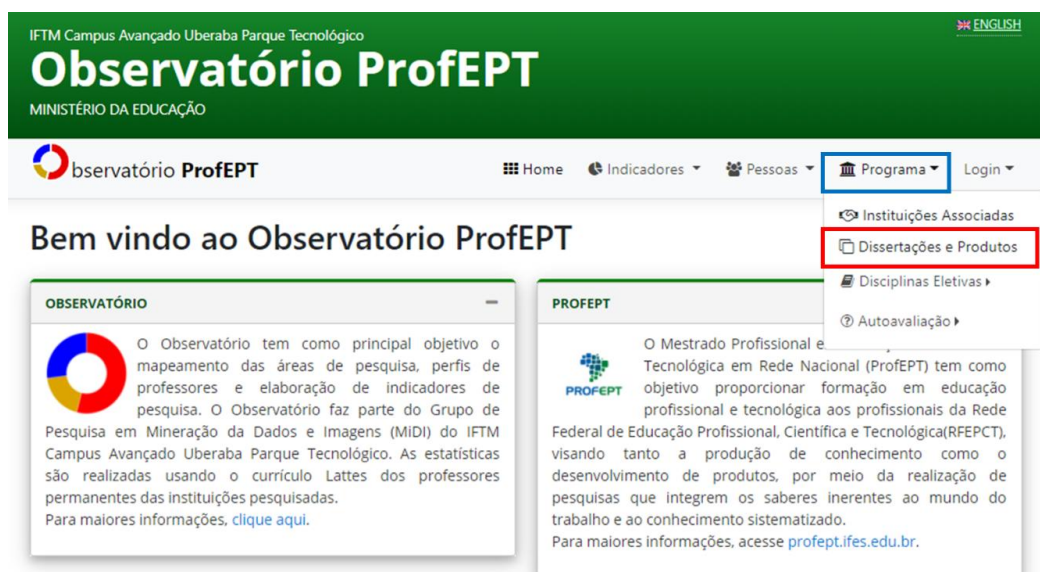 IFTM Campus Avançado Uberaba Parque Tecnológico
ENGLISH
Observatório ProfEPT
MINISTÉRIO DA EDUCAÇÃO
bservatório ProfEPT
Home
Indicadores
Pessoas
Programa
Login
Instituições Associadas
Dissertações e Produtos
Disciplinas Eletivas
Autoavaliação
Bem vindo ao Observatório ProfEPT
OBSERVATÓRIO
O Observatório tem como principal objetivo o
mapeamento das áreas de pesquisa, perfis de
professores e elaboração de indicadores de
pesquisa. O Observatório faz parte do Grupo de
Pesquisa em Mineração da Dados e Imagens (MiDI) do IFTM
Campus Avançado Uberaba Parque Tecnológico. As estatísticas
são realizadas usando o currículo Lattes dos professores
permanentes das instituições pesquisadas.
Para maiores informações, clique aqui.
PROFEPT
PROFEPT
O Mestrado Profissional e
Tecnológica em Rede Nacional (ProfEPT) tem como
objetivo proporcionar formação em educação
profissional e tecnológica aos profissionais da Rede
Federal de Educação Profissional, Científica e Tecnológica(RFEPCT),
visando tanto a produção de conhecimento como o
desenvolvimento de produtos, por meio da realização de
pesquisas que integrem os saberes inerentes ao mundo do
trabalho e ao conhecimento sistematizado.
Para maiores informações, acesse profept.ifes.edu.br.